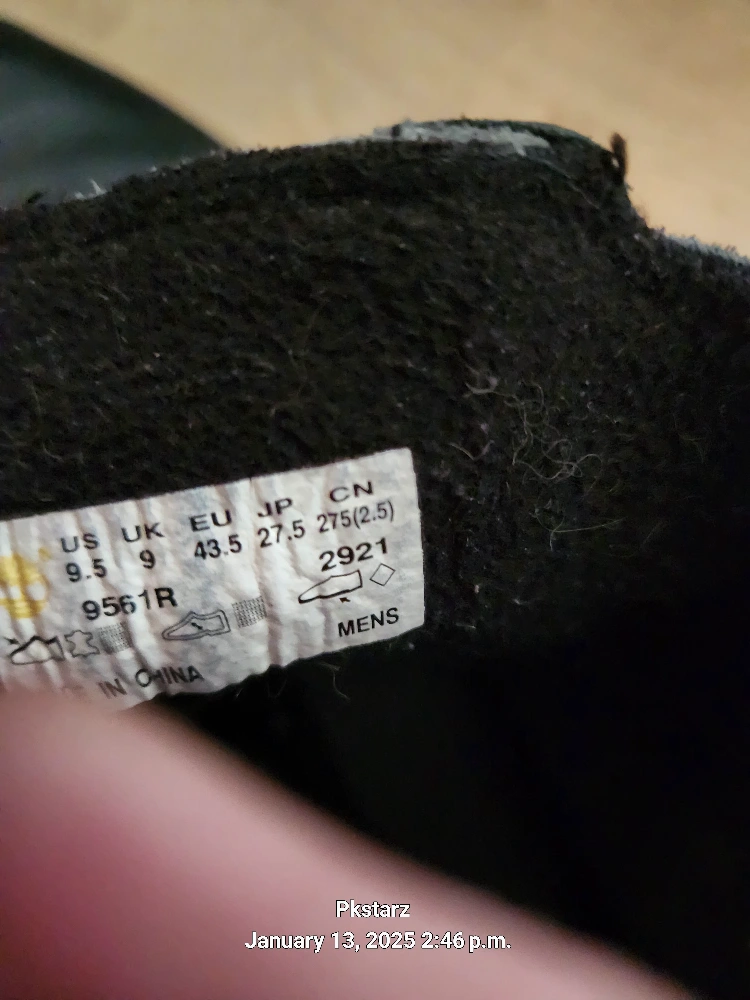 US UK EU JP CN
9.5 9 43.5 27.5 275(2.5)
9561R 2921
MENS
IN CHINA
Pkstarz
January 13, 2025 2:46 p.m.